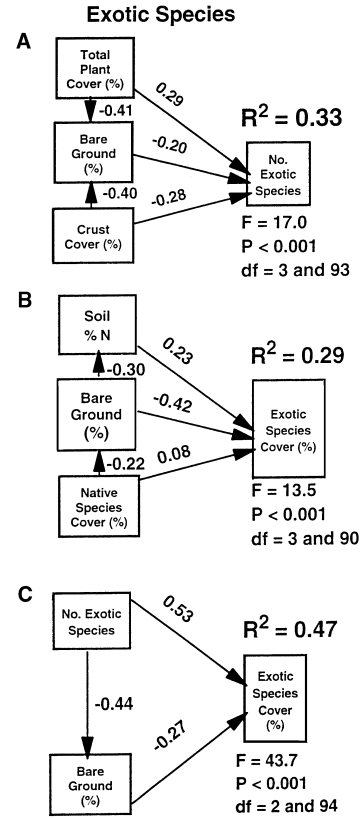 Exotic Species
A
Total
Plant
Cover (%)
0.29
-0.41
R² = 0.33
Bare
Ground
(%)
-0.20
No.
Exotic
Species
-0.40
-0.28
Crust
Cover (%)
F = 17.0
P < 0.001
df = 3 and 93
B
Soil
% N
0.23
R² = 0.29
-0.30
Bare
Ground
(%)
-0.42
Exotic
Species
Cover (%)
-0.22
0.08
Native
Species
Cover (%)
F = 13.5
P < 0.001
df = 3 and 90
C
No. Exotic
Species
0.53
R² = 0.47
-0.44
Exotic
Species
Cover
(%)
-0.27
Bare
Ground
(%)
F = 43.7
P < 0.001
df = 2 and 94